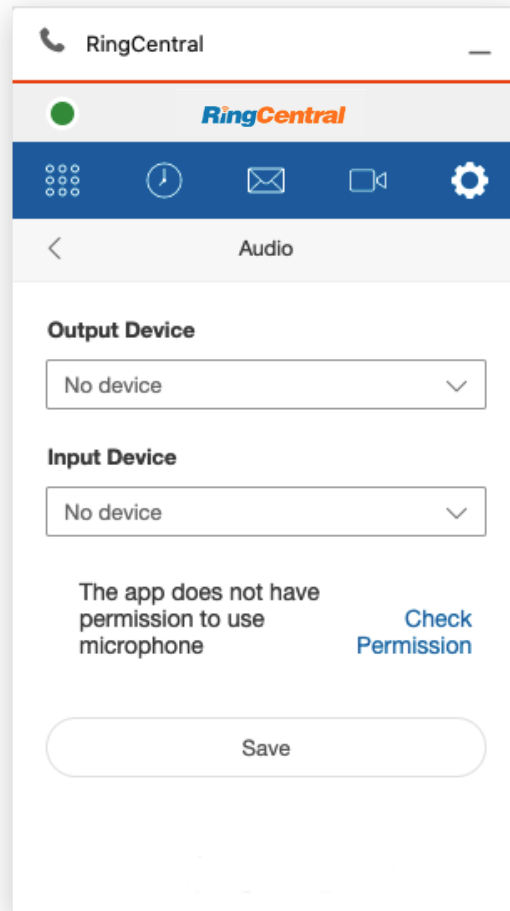 RingCentral
RingCentral
Audio
Output Device
No device
Input Device
No device
The app does not have
permission to use
microphone
Check
Permission
Save